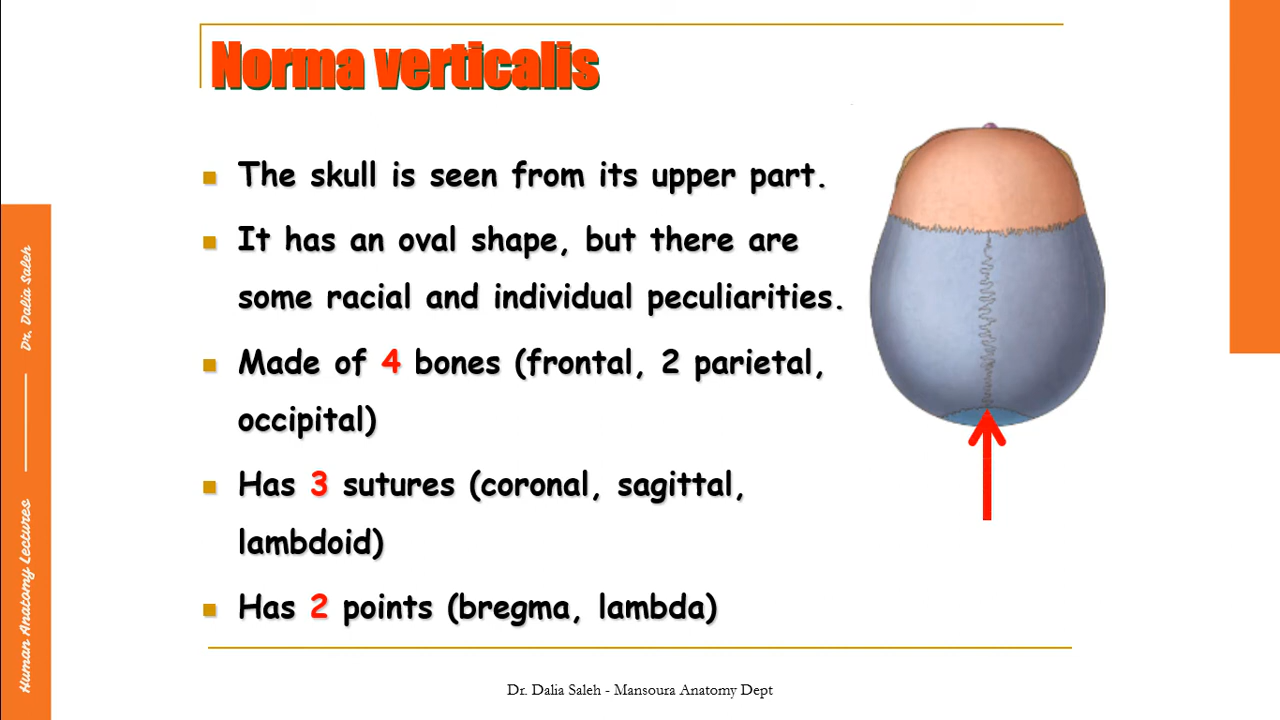 Norma verticalis
The skull is seen from its upper part.
It has an oval shape, but there are
some racial and individual peculiarities.
Made of 4 bones (frontal, 2 parietal,
occipital)
Has 3 sutures (coronal, sagittal,
lambdoid)
Has 2 points (bregma, lambda)
Dr. Dalia Saleh - Mansoura Anatomy Dept
Human Anatomy Lectures
Dr. Dalia Saleh